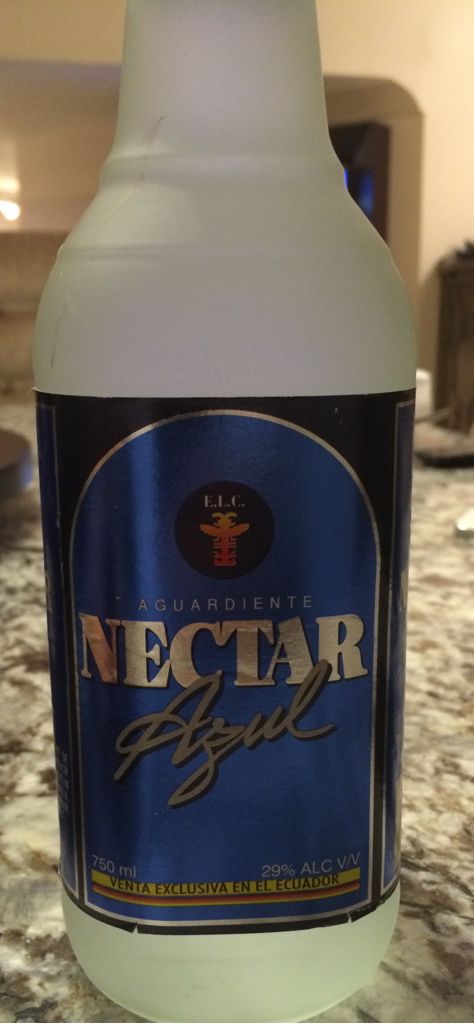 E.L.C.
AGUARDIENTE
NECTAR
Azul
750 ml 29% ALC V/V
VENTA EXCLUSIVA EN EL ECUADOR